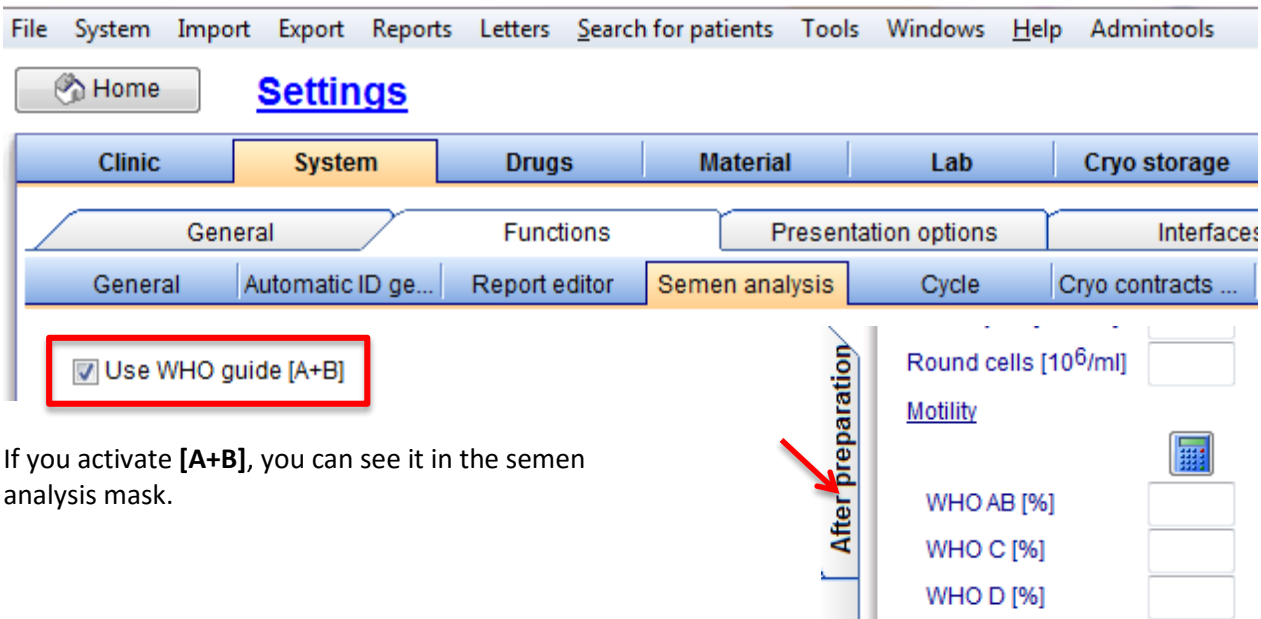 File System Import Export Reports Letters Search for patients Tools Windows Help Admintools
Home Settings
Clinic System Drugs Material Lab Cryo storage
General Functions Presentation options Interfaces
General Automatic ID ge... Report editor Semen analysis Cycle Cryo contracts ...
Use WHO guide [A+B]
If you activate [A+B], you can see it in the semen
analysis mask.
After preparation
Round cells [10⁶/ml]
Motility
WHO AB [%]
WHO C [%]
WHO D [%]